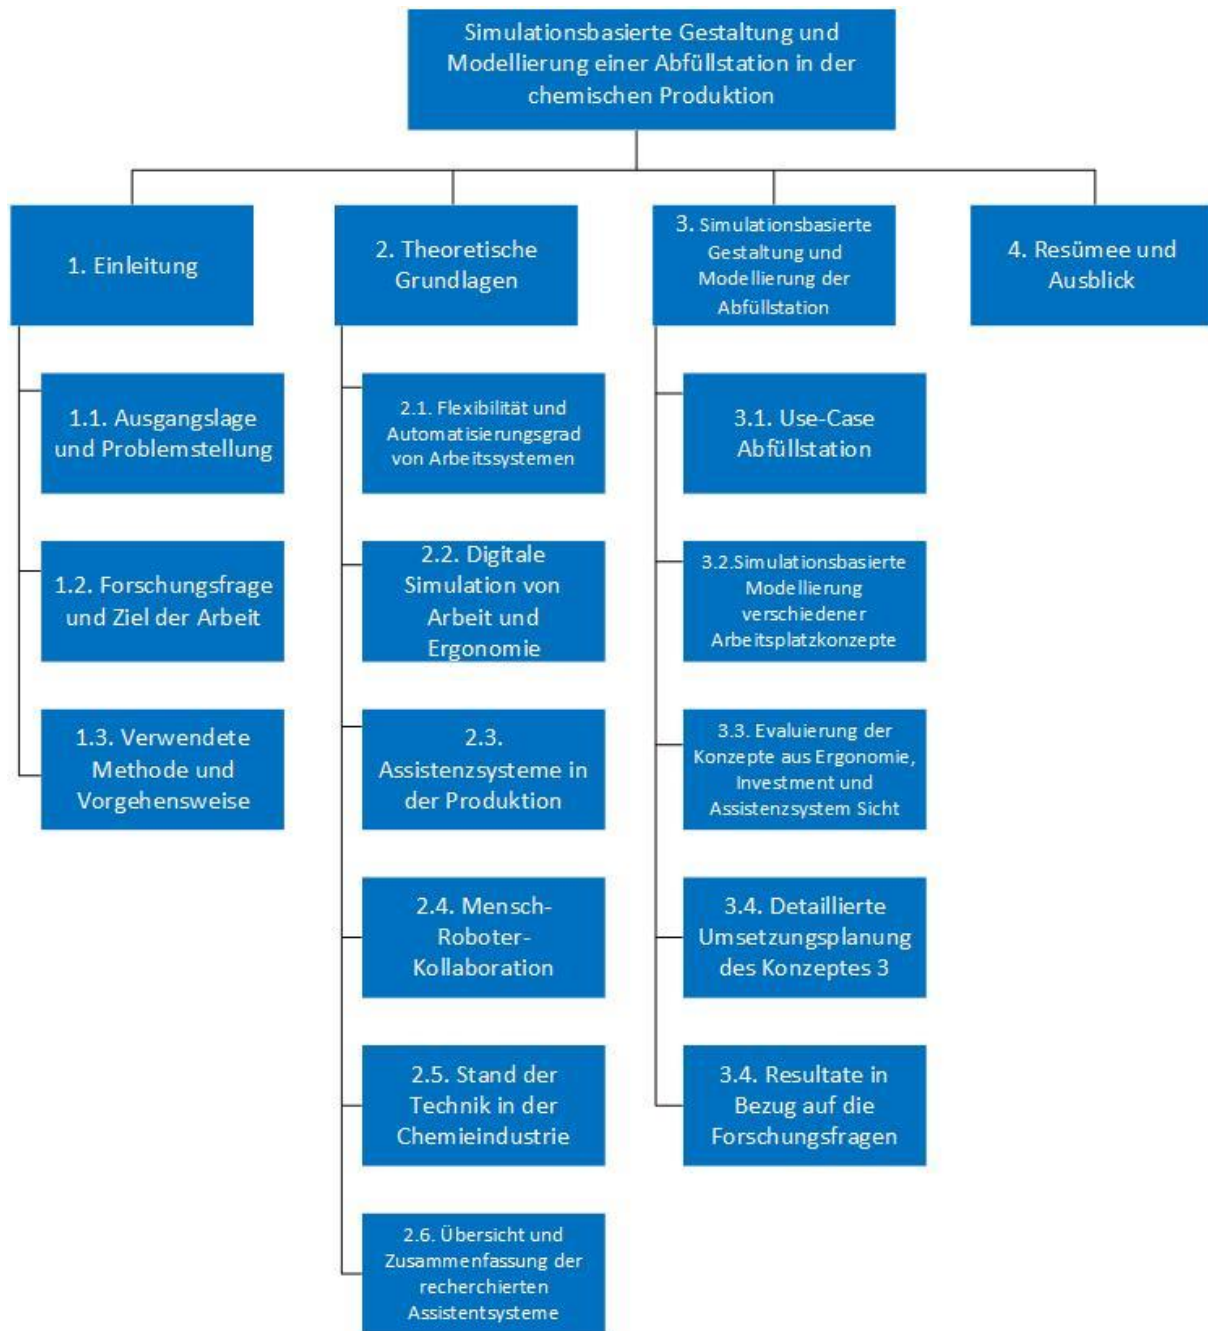 Simulationsbasierte Gestaltung und
Modellierung einer Abfüllstation in der
chemischen Produktion
1. Einleitung
1.1. Ausgangslage
und Problemstellung
1.2. Forschungsfrage
und Ziel der Arbeit
1.3. Verwendete
Methode und
Vorgehensweise
2. Theoretische
Grundlagen
2.1. Flexibilität und
Automatisierungsgrad
von Arbeitssystemen
2.2. Digitale
Simulation von
Arbeit und
Ergonomie
2.3.
Assistenzsysteme in
der Produktion
2.4. Mensch-
Roboter-
Kollaboration
2.5. Stand der
Technik in der
Chemieindustrie
2.6. Übersicht und
Zusammenfassung der
recherchierten
Assistentsysteme
3. Simulationsbasierte
Gestaltung und
Modellierung der
Abfüllstation
3.1. Use-Case
Abfüllstation
3.2.Simulationsbasierte
Modellierung
verschiedener
Arbeitsplatzkonzepte
3.3. Evaluierung der
Konzepte aus Ergonomie,
Investment und
Assistenzsystem Sicht
3.4. Detaillierte
Umsetzungsplanung
des Konzeptes 3
3.4. Resultate in
Bezug auf die
Forschungsfragen
4. Resümee und
Ausblick